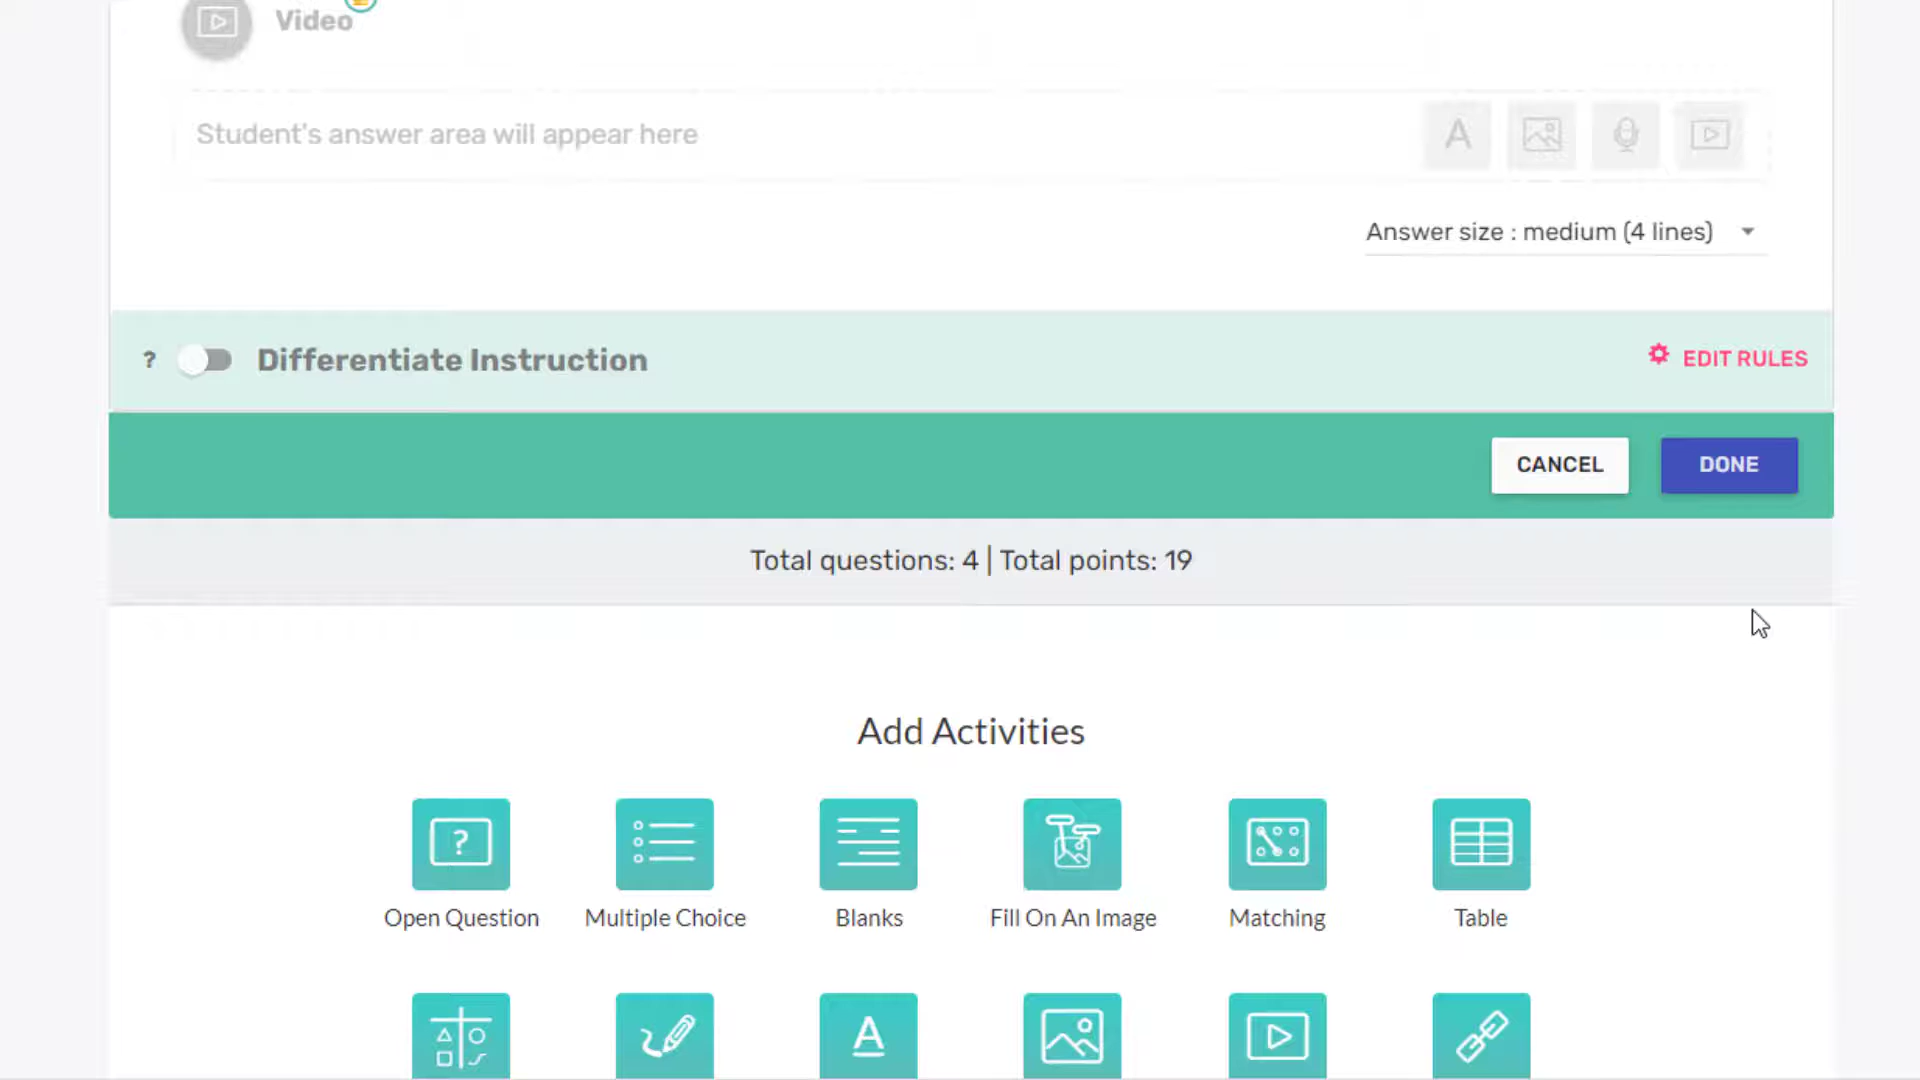 Video
Student's answer area will appear here
A
Answer size : medium (4 lines)
? Differentiate Instruction
EDIT RULES
CANCEL
DONE
Total questions: 4 | Total points: 19
Add Activities
?
Open Question
Multiple Choice
Blanks
Fill On An Image
Matching
Table
A